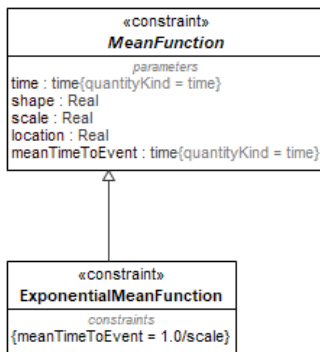 «constraint»
MeanFunction
parameters
time : time{quantityKind = time}
shape : Real
scale : Real
location : Real
meanTimeToEvent : time{quantityKind = time}
«constraint»
ExponentialMeanFunction
constraints
{meanTimeToEvent = 1.0/scale}